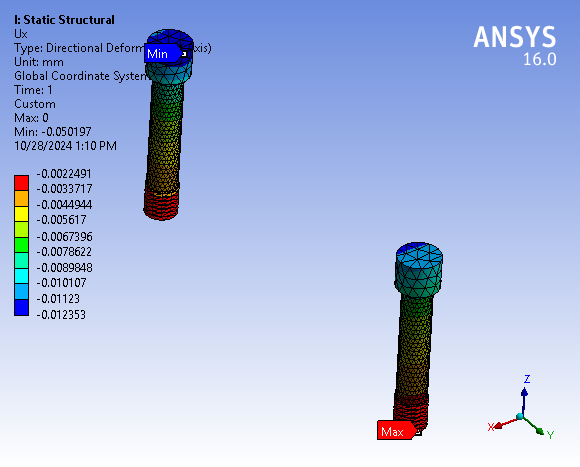 I: Static Structural
Ux
Type: Directional Deform xis)
Unit: mm
Global Coordinate System
Time: 1
Custom
Max: 0
Min: -0.050197
10/28/2024 1:10 PM
-0.0022491
-0.0033717
-0.0044944
-0.005617
-0.0067396
-0.0078622
-0.0089848
-0.010107
-0.01123
-0.012353
Min
ANSYS
16.0
Max
Z
X
Y